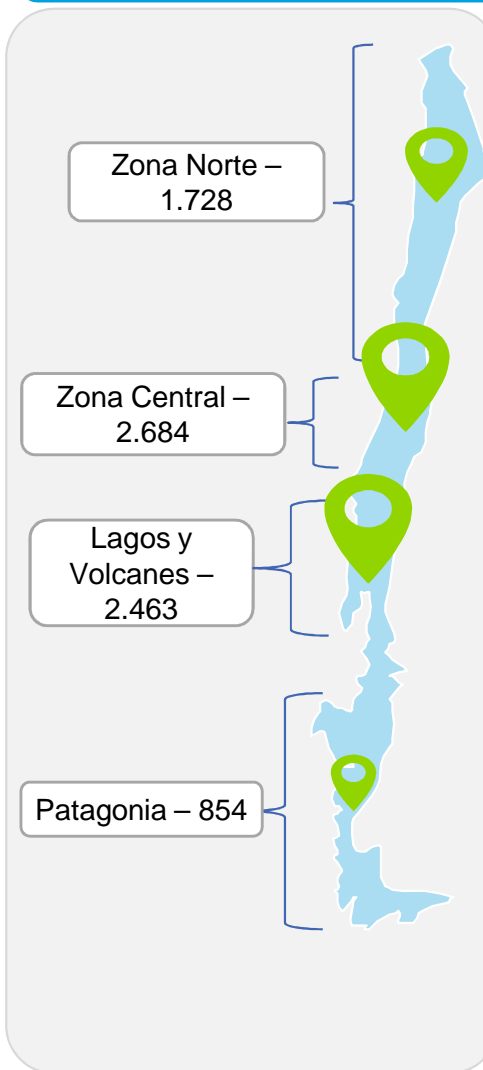 Zona Norte –
1.728
Zona Central –
2.684
Lagos y
Volcanes –
2.463
Patagonia – 854